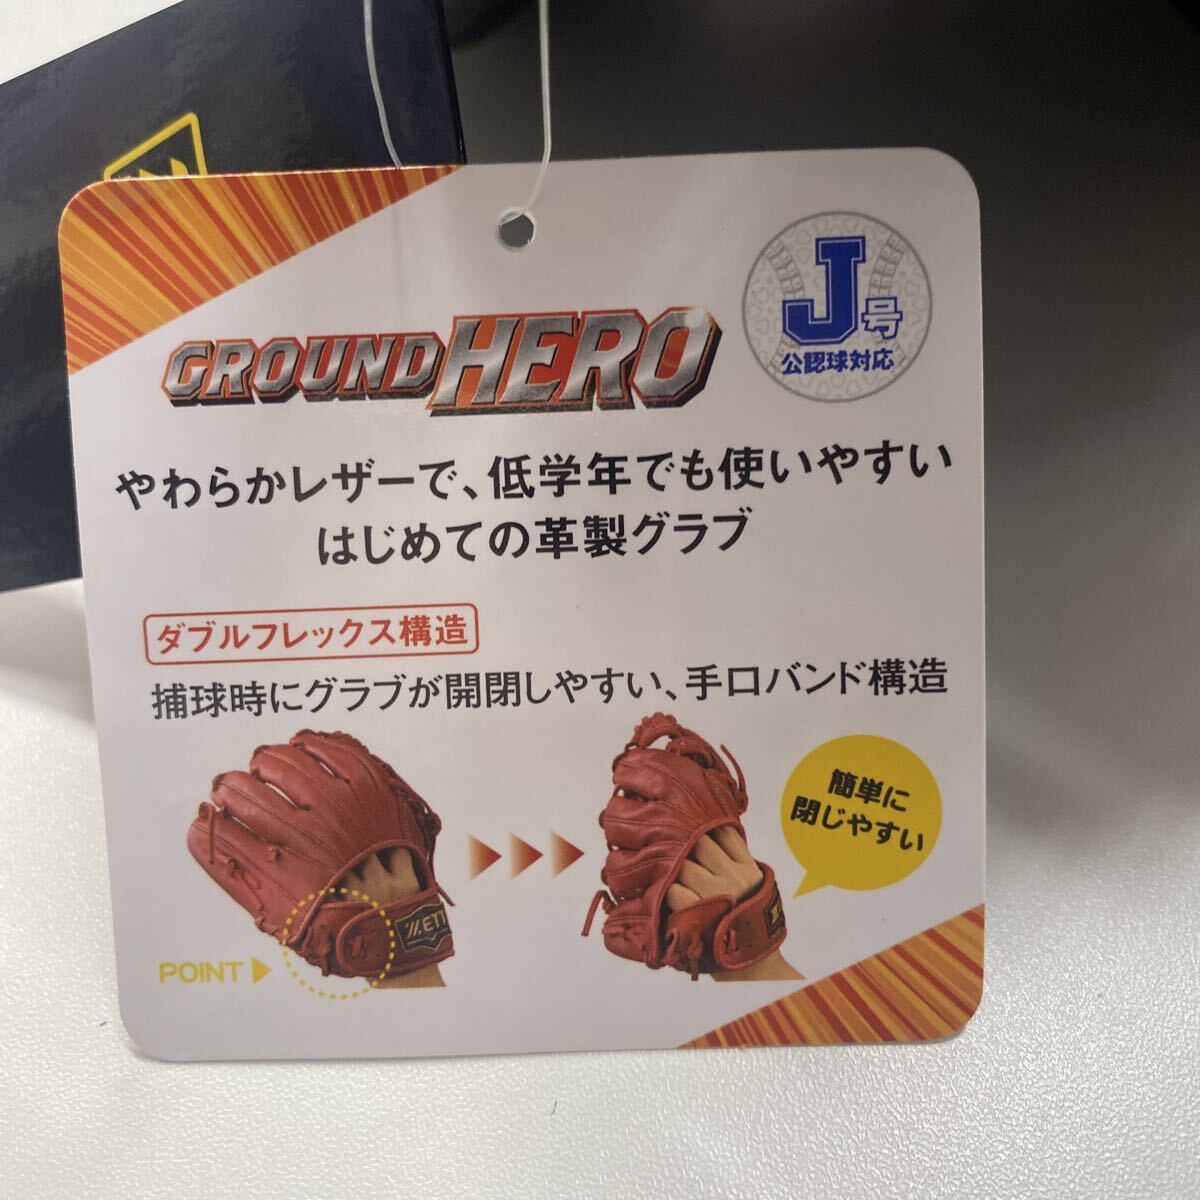 GROUND HERO
J号
公認球対応
やわらかレザーで、低学年でも使いやすい
はじめての革製グラブ
ダブルフレックス構造
捕球時にグラブが開閉しやすい、手口バンド構造
簡単に
閉じやすい
ZETT
POINT